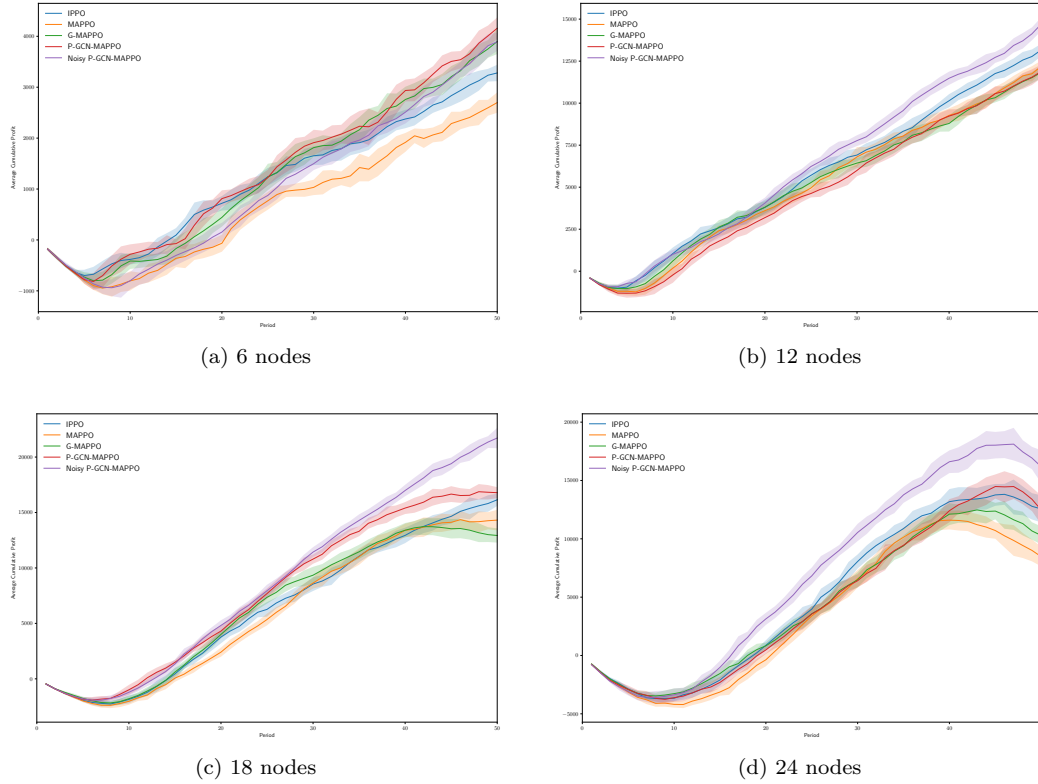 IPPO
MAPPO
G-MAPPO
P-GCN-MAPPO
Noisy P-GCN-MAPPO
4000
3000
2000
1000
0
−1000
Average Cumulative Profit
0 10 20 30 40 50
Period
(a) 6 nodes
IPPO
MAPPO
G-MAPPO
P-GCN-MAPPO
Noisy P-GCN-MAPPO
15000
12500
10000
7500
5000
2500
0
Average Cumulative Profit
0 10 20 30 40 50
Period
(b) 12 nodes
IPPO
MAPPO
G-MAPPO
P-GCN-MAPPO
Noisy P-GCN-MAPPO
20000
15000
10000
5000
0
Average Cumulative Profit
0 10 20 30 40 50
Period
(c) 18 nodes
IPPO
MAPPO
G-MAPPO
P-GCN-MAPPO
Noisy P-GCN-MAPPO
20000
15000
10000
5000
0
−5000
Average Cumulative Profit
0 10 20 30 40
Period
(d) 24 nodes